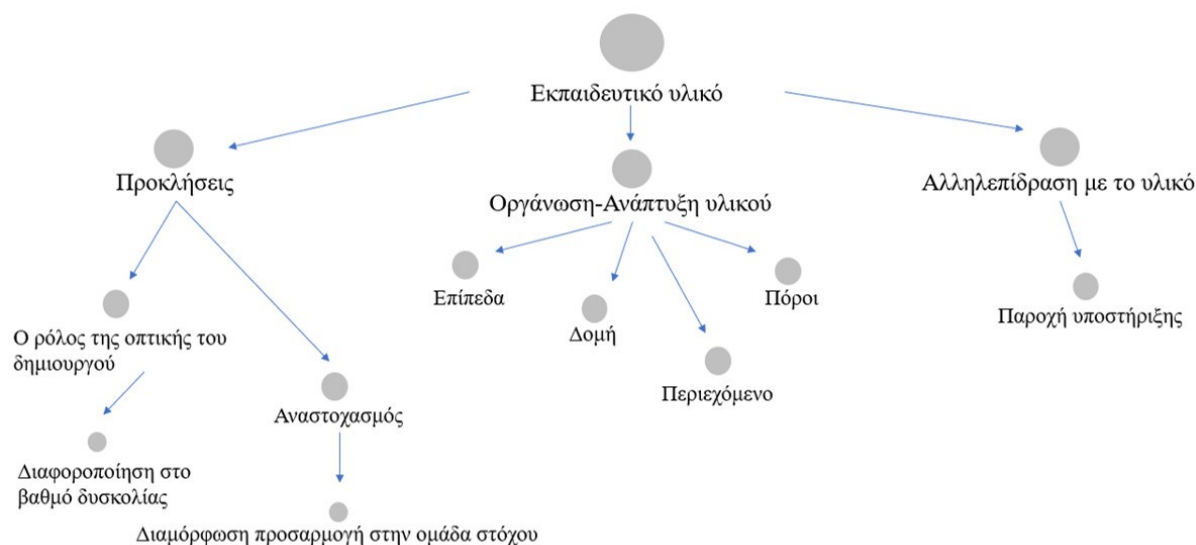 Εκπαιδευτικό υλικό
Προκλήσεις
Οργάνωση-Ανάπτυξη υλικού
Αλληλεπίδραση με το υλικό
Επίπεδα
Δομή
Περιεχόμενο
Πόροι
Παροχή υποστήριξης
Ο ρόλος της οπτικής του
δημιουργού
Αναστοχασμός
Διαφοροποίηση στο
βαθμό δυσκολίας
Διαμόρφωση προσαρμογή στην ομάδα στόχου